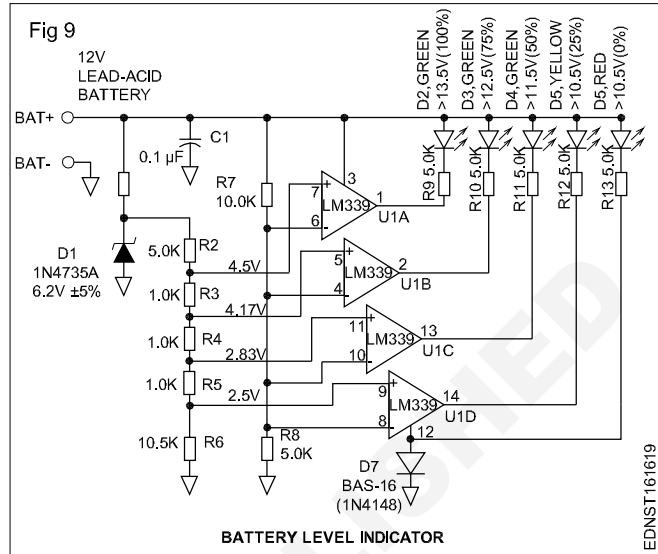 Fig 9
12V
LEAD-ACID
BATTERY
BAT+
BAT-
C1
0.1 µF
D1
1N4735A
6.2V ±5%
5.0K R2
1.0K R3
1.0K R4
1.0K R5
10.5K R6
R7
10.0K
R8
5.0K
4.5V
4.17V
2.83V
2.5V
3
+
7
LM339
1
6
-
U1A
+
5
LM339
2
4
-
U1B
+
11
LM339
13
10
-
U1C
+
9
LM339
14
8
-
U1D
12
D7
BAS-16
(1N4148)
D2,GREEN
>13.5V(100%)
D3,GREEN
>12.5V(75%)
D4,GREEN
>11.5V(50%)
D5,YELLOW
>10.5V(25%)
D5,RED
>10.5V(0%)
R9 5.0K
R10 5.0K
R11 5.0K
R12 5.0K
R13 5.0K
BATTERY LEVEL INDICATOR
EDNST161619